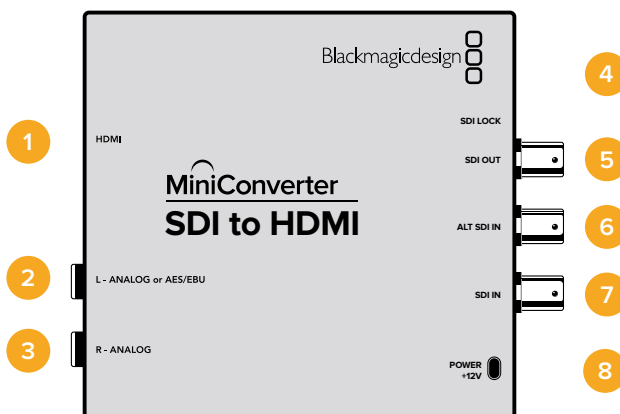 Blackmagicdesign
4
SDI LOCK
1
HDMI
SDI OUT
5
MiniConverter
SDI to HDMI
ALT SDI IN
6
2
L - ANALOG or AES/EBU
SDI IN
7
3
R - ANALOG
POWER
+12V
8